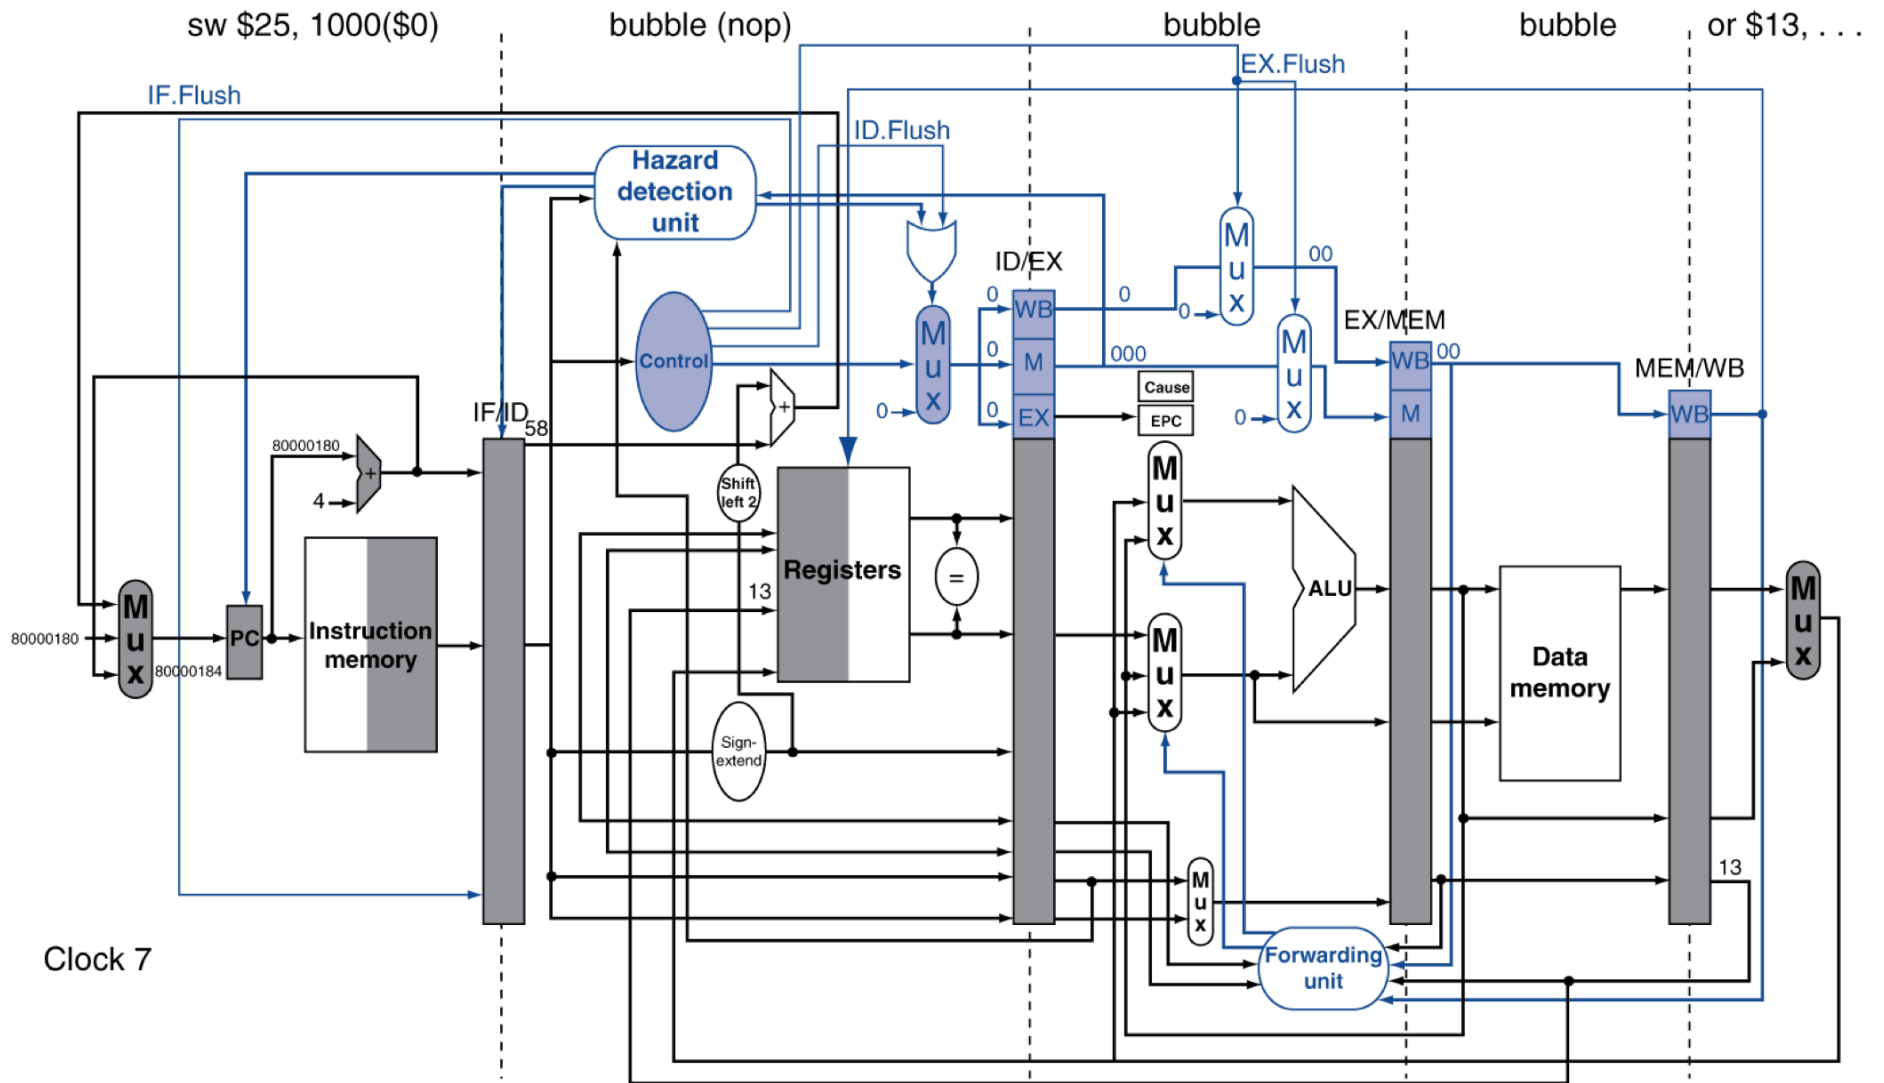 sw $25, 1000($0)
bubble (nop)
bubble
bubble
or $13, . . .
EX.Flush
IF.Flush
ID.Flush
Hazard
detection
unit
M
u
x
00
ID/EX
0
WB
0
0
EX/MEM
0
M
000
M
u
x
WB
00
MEM/WB
Control
M
u
x
0
0
EX
Cause
EPC
0
M
WB
IF/ID
58
+
80000180
+
4
Shift
left 2
M
u
x
Registers
=
13
ALU
M
u
x
80000180
M
u
x
80000184
PC
Instruction
memory
M
u
x
Data
memory
Sign-
extend
13
M
u
x
Forwarding
unit
Clock 7